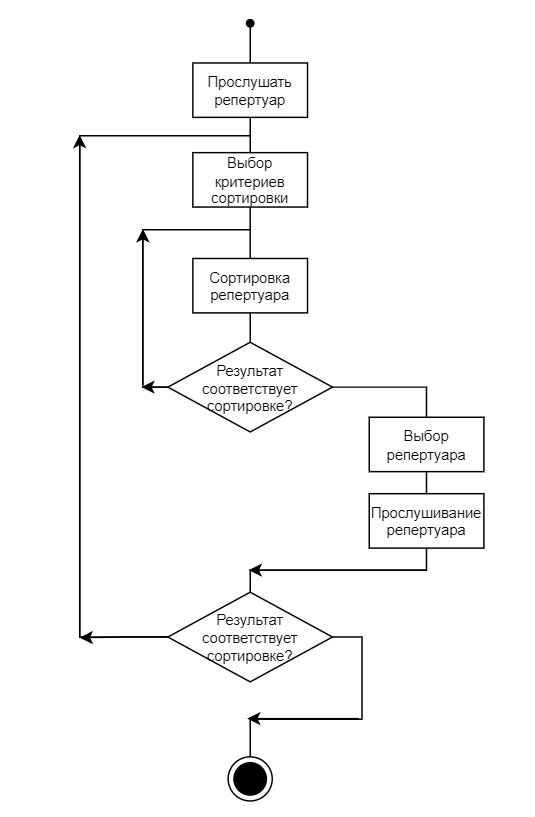 Прослушать
репертуар
Выбор
критериев
сортировки
Сортировка
репертуара
Результат
соответствует
сортировке?
Выбор
репертуара
Прослушивание
репертуара
Результат
соответствует
сортировке?